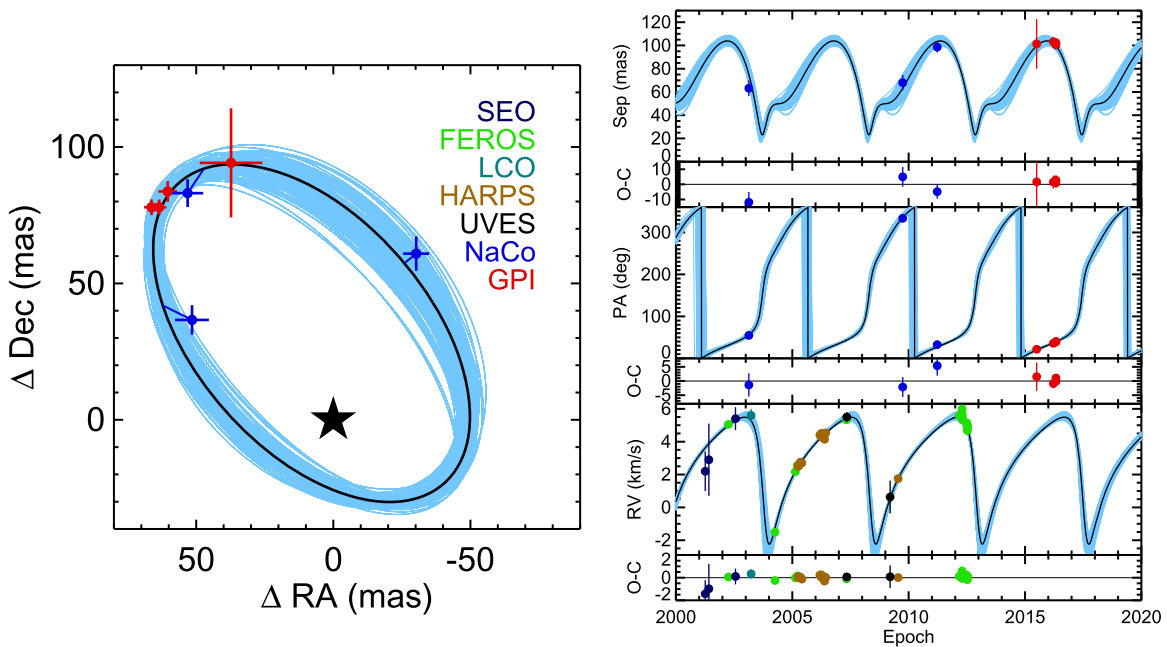 SEO
FEROS
LCO
HARPS
UVES
NaCo
GPI
100
50
0
Δ Dec (mas)
50 0 -50
Δ RA (mas)
120
100
80
60
40
20
0
Sep (mas)
10
0
-10
O-C
300
200
100
0
PA (deg)
5
0
-5
O-C
6
4
2
0
-2
RV (km/s)
2
0
-2
O-C
2000 2005 2010 2015 2020
Epoch